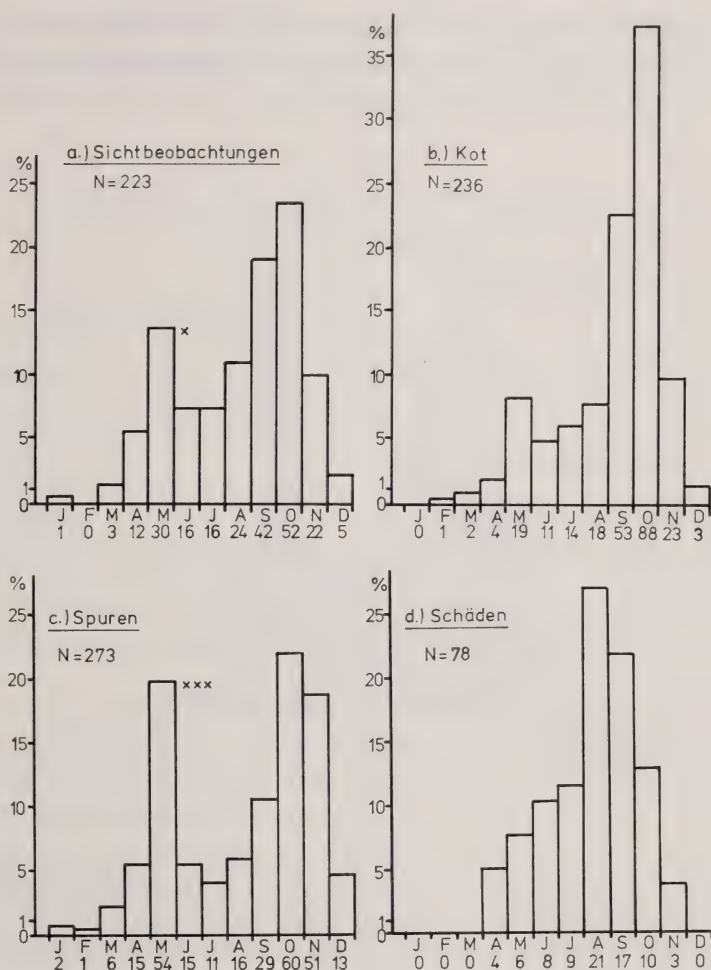 a.) Sichtbeobachtungen
N=223
%
25
20
15
10
5
1
0
×
J F M A M J J A S O N D
1 0 3 12 30 16 16 24 42 52 22 5
b.) Kot
N=236
%
35
30
25
20
15
10
5
1
0
J F M A M J J A S O N D
0 1 2 4 19 11 14 18 53 88 23 3
c.) Spuren
N=273
%
25
20
15
10
5
1
0
×××
J F M A M J J A S O N D
2 1 6 15 54 15 11 16 29 60 51 13
d.) Schäden
N=78
%
25
20
15
10
5
1
0
J F M A M J J A S O N D
0 0 0 4 6 8 9 21 17 10 3 0